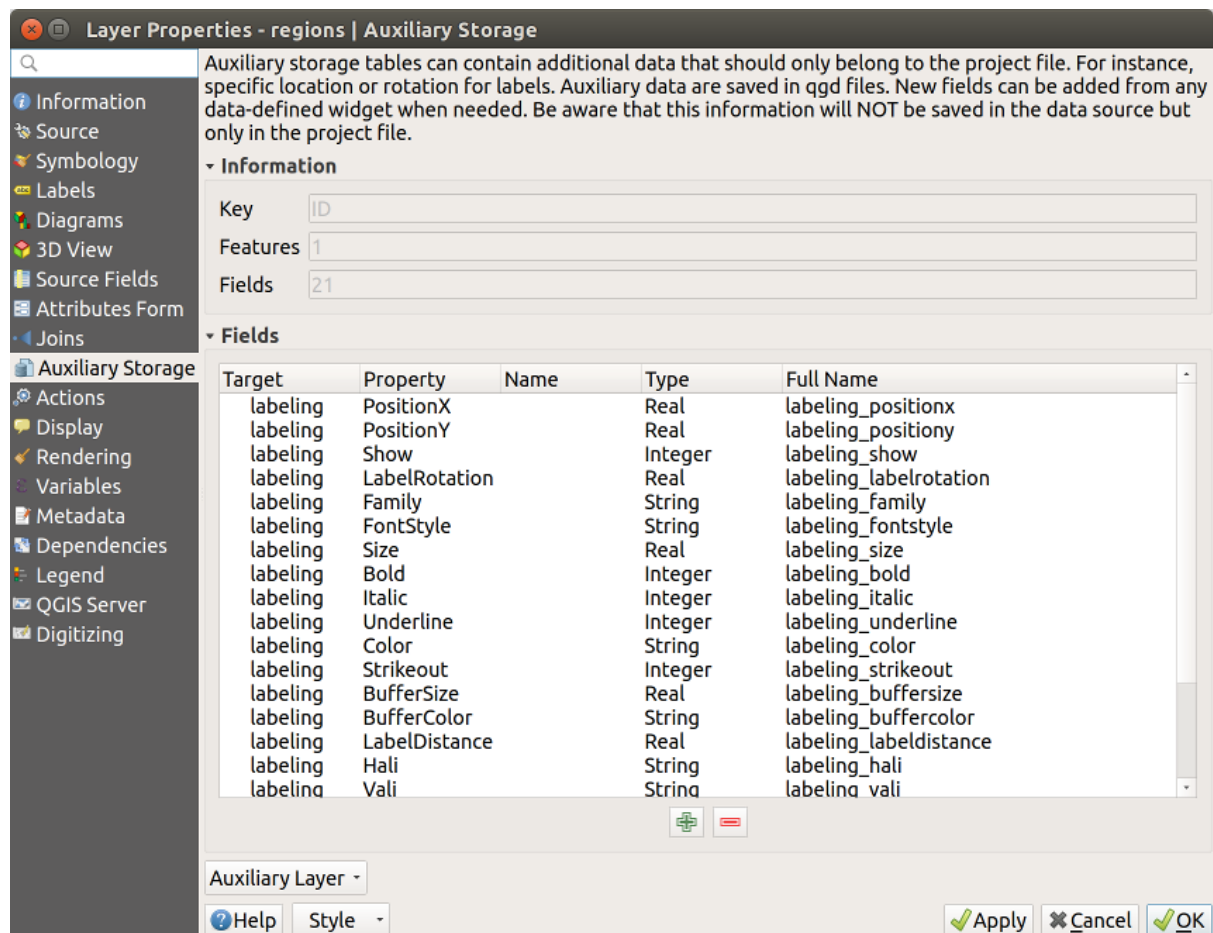 Layer Properties - regions | Auxiliary Storage
Information
Source
Symbology
Labels
Diagrams
3D View
Source Fields
Attributes Form
Joins
Auxiliary Storage
Actions
Display
Rendering
Variables
Metadata
Dependencies
Legend
QGIS Server
Digitizing
Auxiliary storage tables can contain additional data that should only belong to the project file. For instance,
specific location or rotation for labels. Auxiliary data are saved in qgd files. New fields can be added from any
data-defined widget when needed. Be aware that this information will NOT be saved in the data source but
only in the project file.
Information
Key ID
Features 1
Fields 21
Fields
Target Property Name Type Full Name
labeling PositionX Real labeling_positionx
labeling PositionY Real labeling_positiony
labeling Show Integer labeling_show
labeling LabelRotation Real labeling_labelrotation
labeling Family String labeling_family
labeling FontStyle String labeling_fontstyle
labeling Size Real labeling_size
labeling Bold Integer labeling_bold
labeling Italic Integer labeling_italic
labeling Underline Integer labeling_underline
labeling Color String labeling_color
labeling Strikeout Integer labeling_strikeout
labeling BufferSize Real labeling_buffersize
labeling BufferColor String labeling_buffercolor
labeling LabelDistance Real labeling_labeldistance
labeling Hali String labeling_hali
labeling Vali String labeling_vali
Auxiliary Layer
Help Style Apply Cancel OK